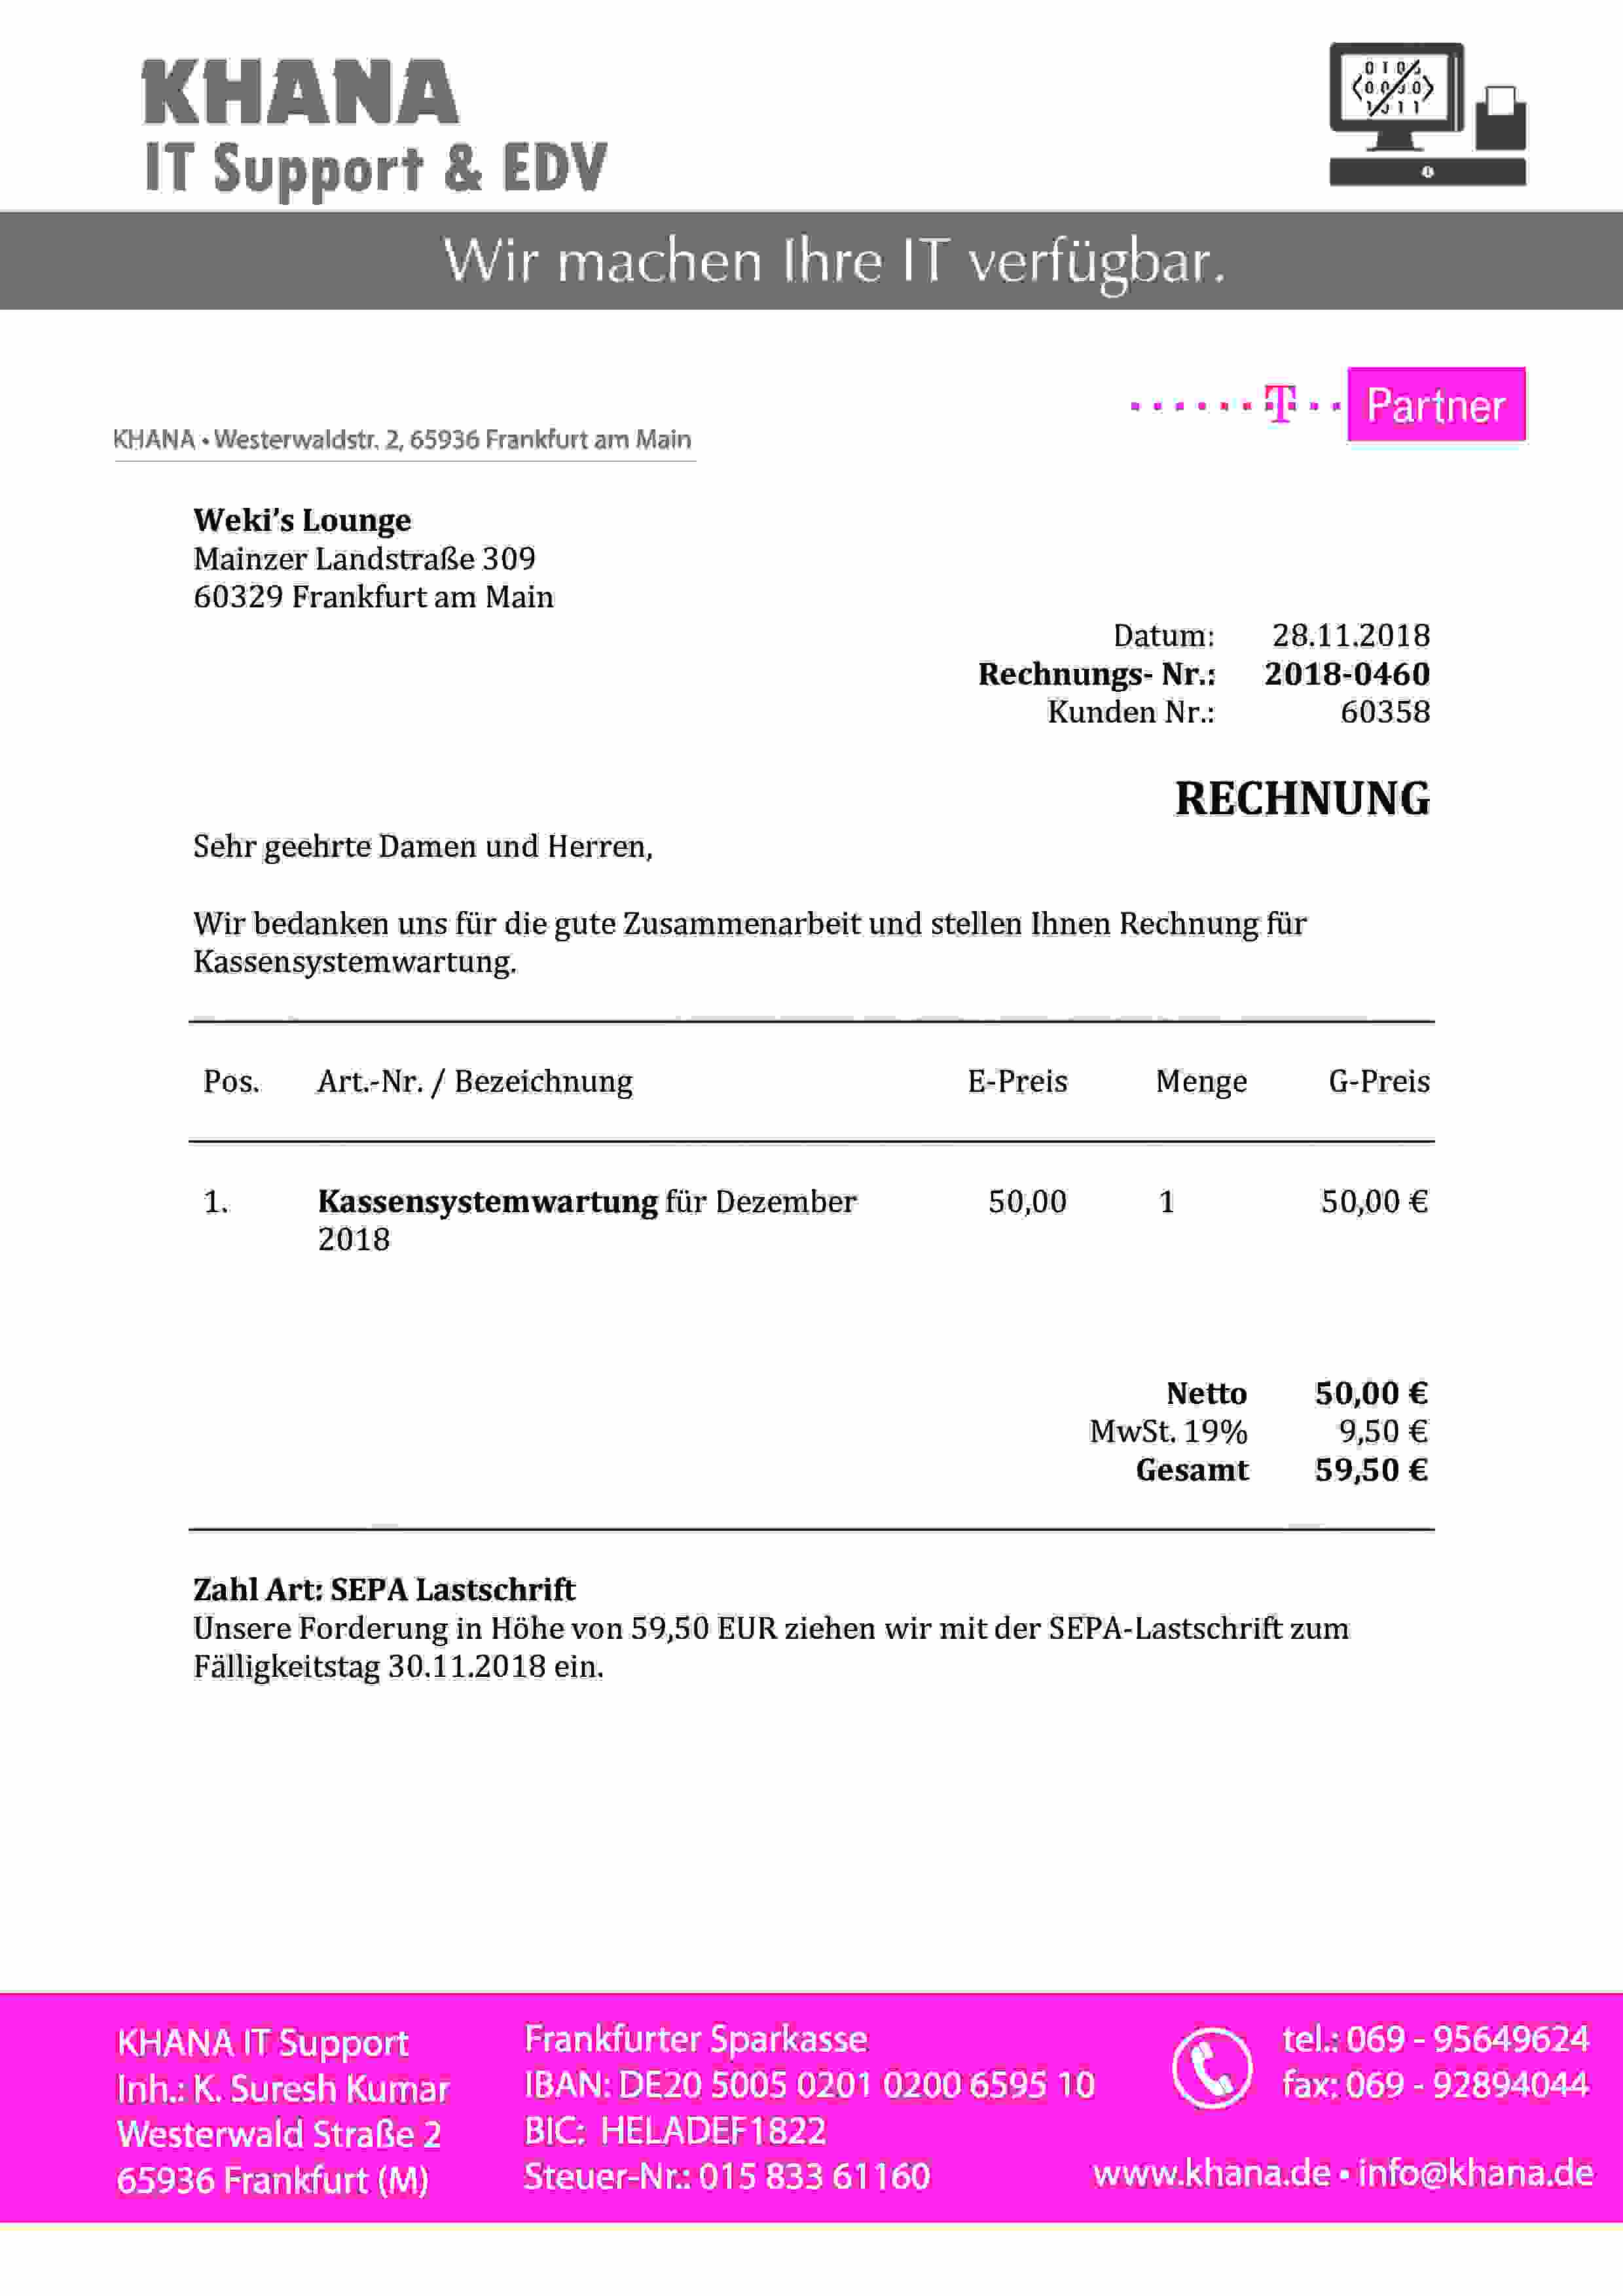 KHANA
IT Support & EDV
Wir machen Ihre IT verfügbar.
T Partner
KHANA • Westerwaldstr. 2, 65936 Frankfurt am Main
Weki's Lounge
Mainzer Landstraße 309
60329 Frankfurt am Main
Datum: 28.11.2018
Rechnungs- Nr.: 2018-0460
Kunden Nr.: 60358
RECHNUNG
Sehr geehrte Damen und Herren,
Wir bedanken uns für die gute Zusammenarbeit und stellen Ihnen Rechnung für
Kassensystemwartung.
Pos. Art.-Nr. / Bezeichnung E-Preis Menge G-Preis
1. Kassensystemwartung für Dezember 50,00 1 50,00 €
2018
Netto 50,00 €
MwSt. 19% 9,50 €
Gesamt 59,50 €
Zahl Art: SEPA Lastschrift
Unsere Forderung in Höhe von 59,50 EUR ziehen wir mit der SEPA-Lastschrift zum
Fälligkeitstag 30.11.2018 ein.
KHANA IT Support
Inh.: K. Suresh Kumar
Westerwald Straße 2
65936 Frankfurt (M)
Frankfurter Sparkasse
IBAN: DE20 5005 0201 0200 6595 10
BIC: HELADEF1822
Steuer-Nr.: 015 833 61160
tel.: 069 - 95649624
fax: 069 - 92894044
www.khana.de • info@khana.de